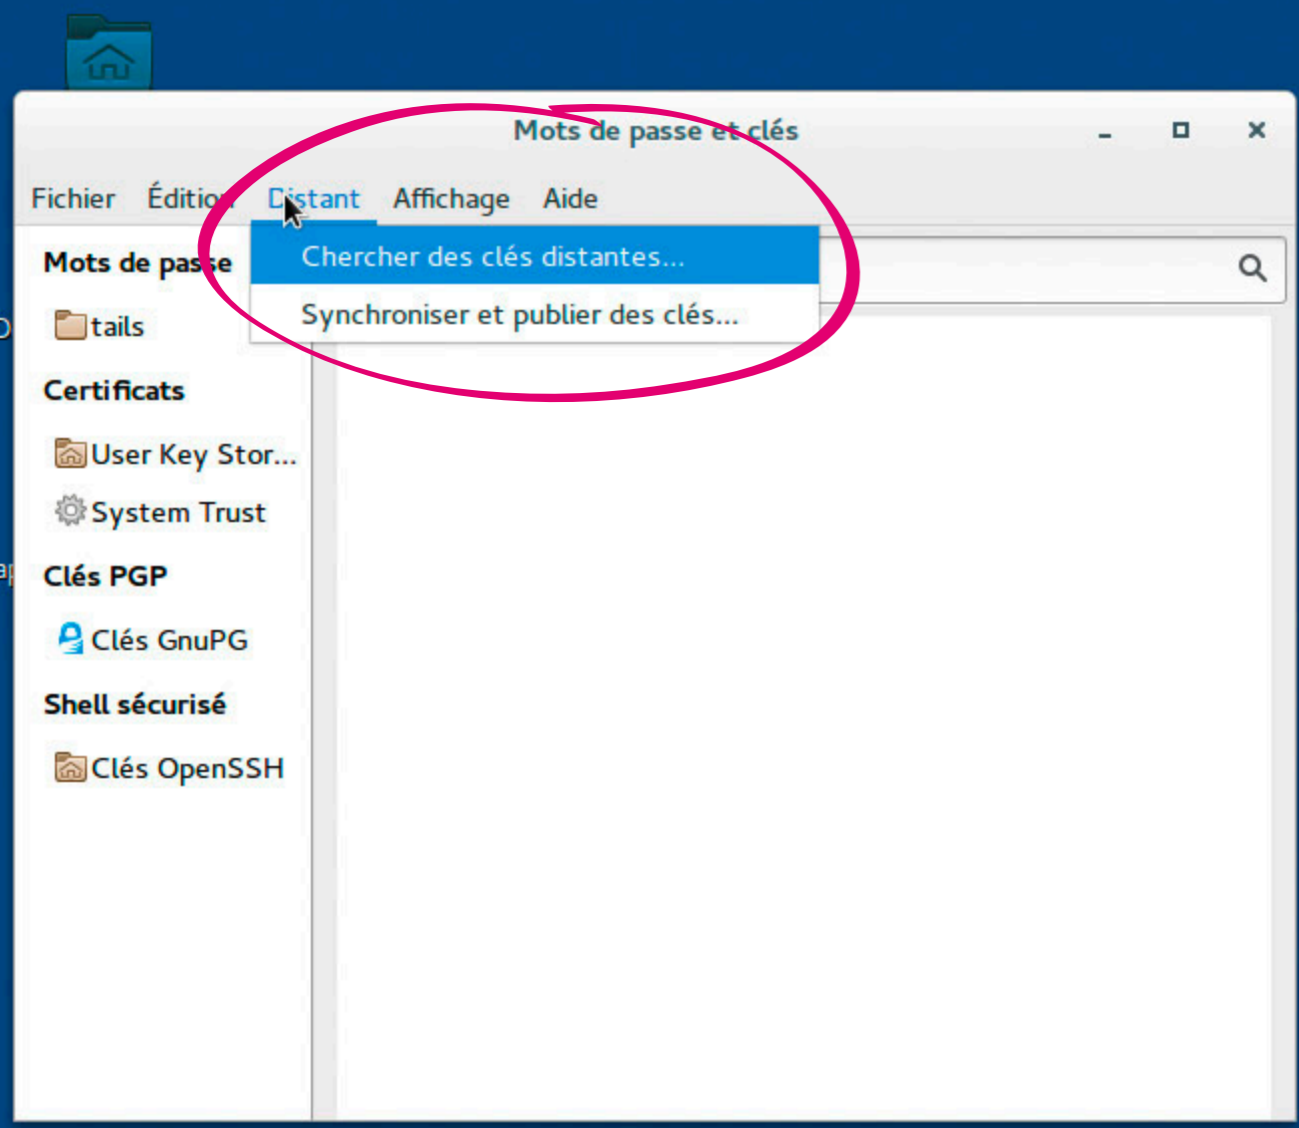 Mots de passe et clés
Fichier Édition Distant Affichage Aide
Chercher des clés distantes...
Synchroniser et publier des clés...
Mots de passe
tails
Certificats
User Key Stor...
System Trust
Clés PGP
Clés GnuPG
Shell sécurisé
Clés OpenSSH